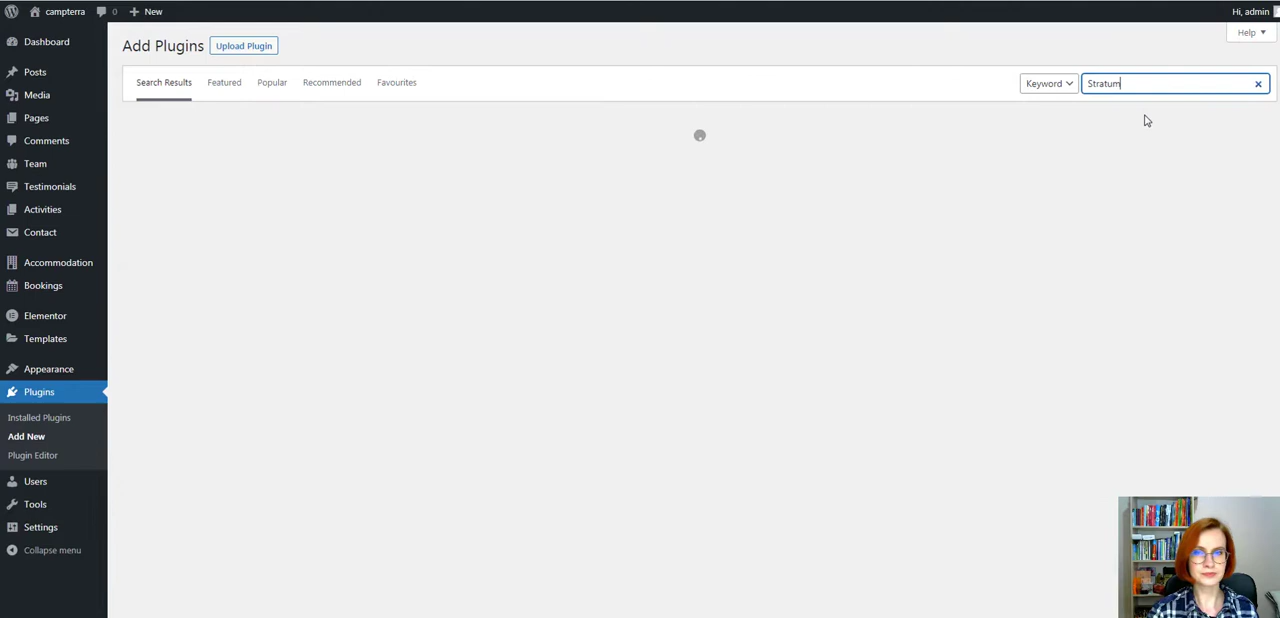 campterra 0 New Hi, admin
Help
Dashboard
Posts
Media
Pages
Comments
Team
Testimonials
Activities
Contact
Accommodation
Bookings
Elementor
Templates
Appearance
Plugins
Installed Plugins
Add New
Plugin Editor
Users
Tools
Settings
Collapse menu
Add Plugins Upload Plugin
Search Results Featured Popular Recommended Favourites Keyword Stratum